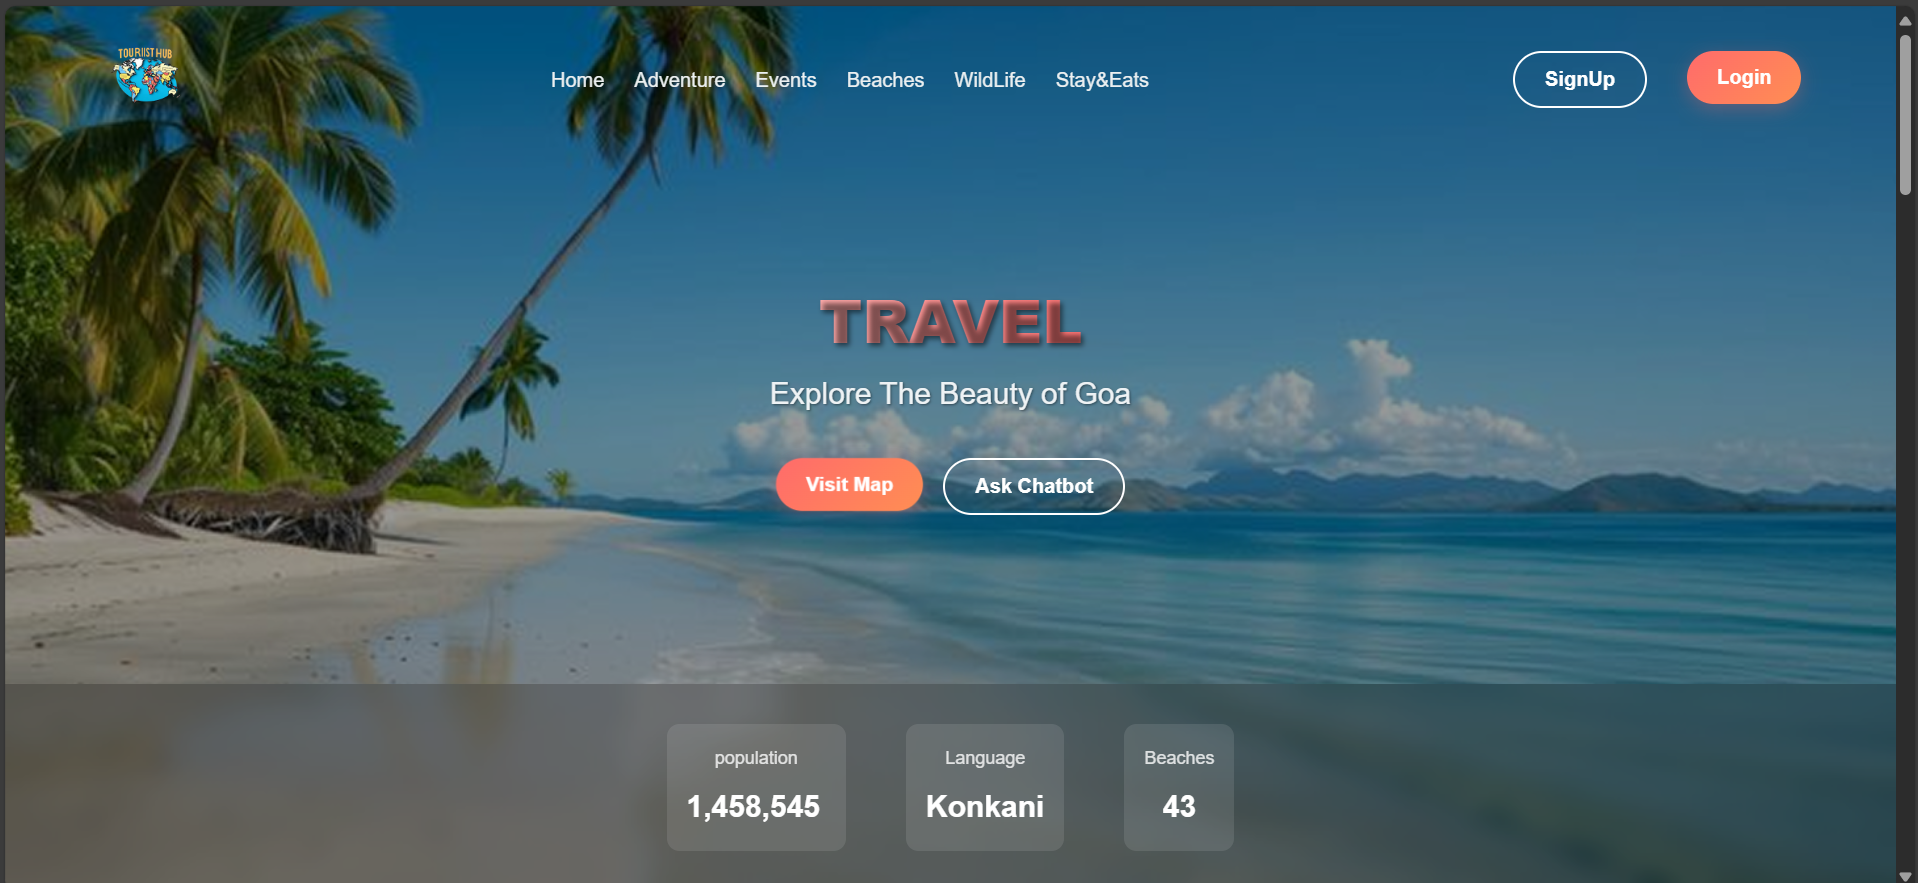 TOURIIST HUB
Home
Adventure
Events
Beaches
WildLife
Stay&Eats
SignUp
Login
TRAVEL
Explore The Beauty of Goa
Visit Map
Ask Chatbot
population
1,458,545
Language
Konkani
Beaches
43